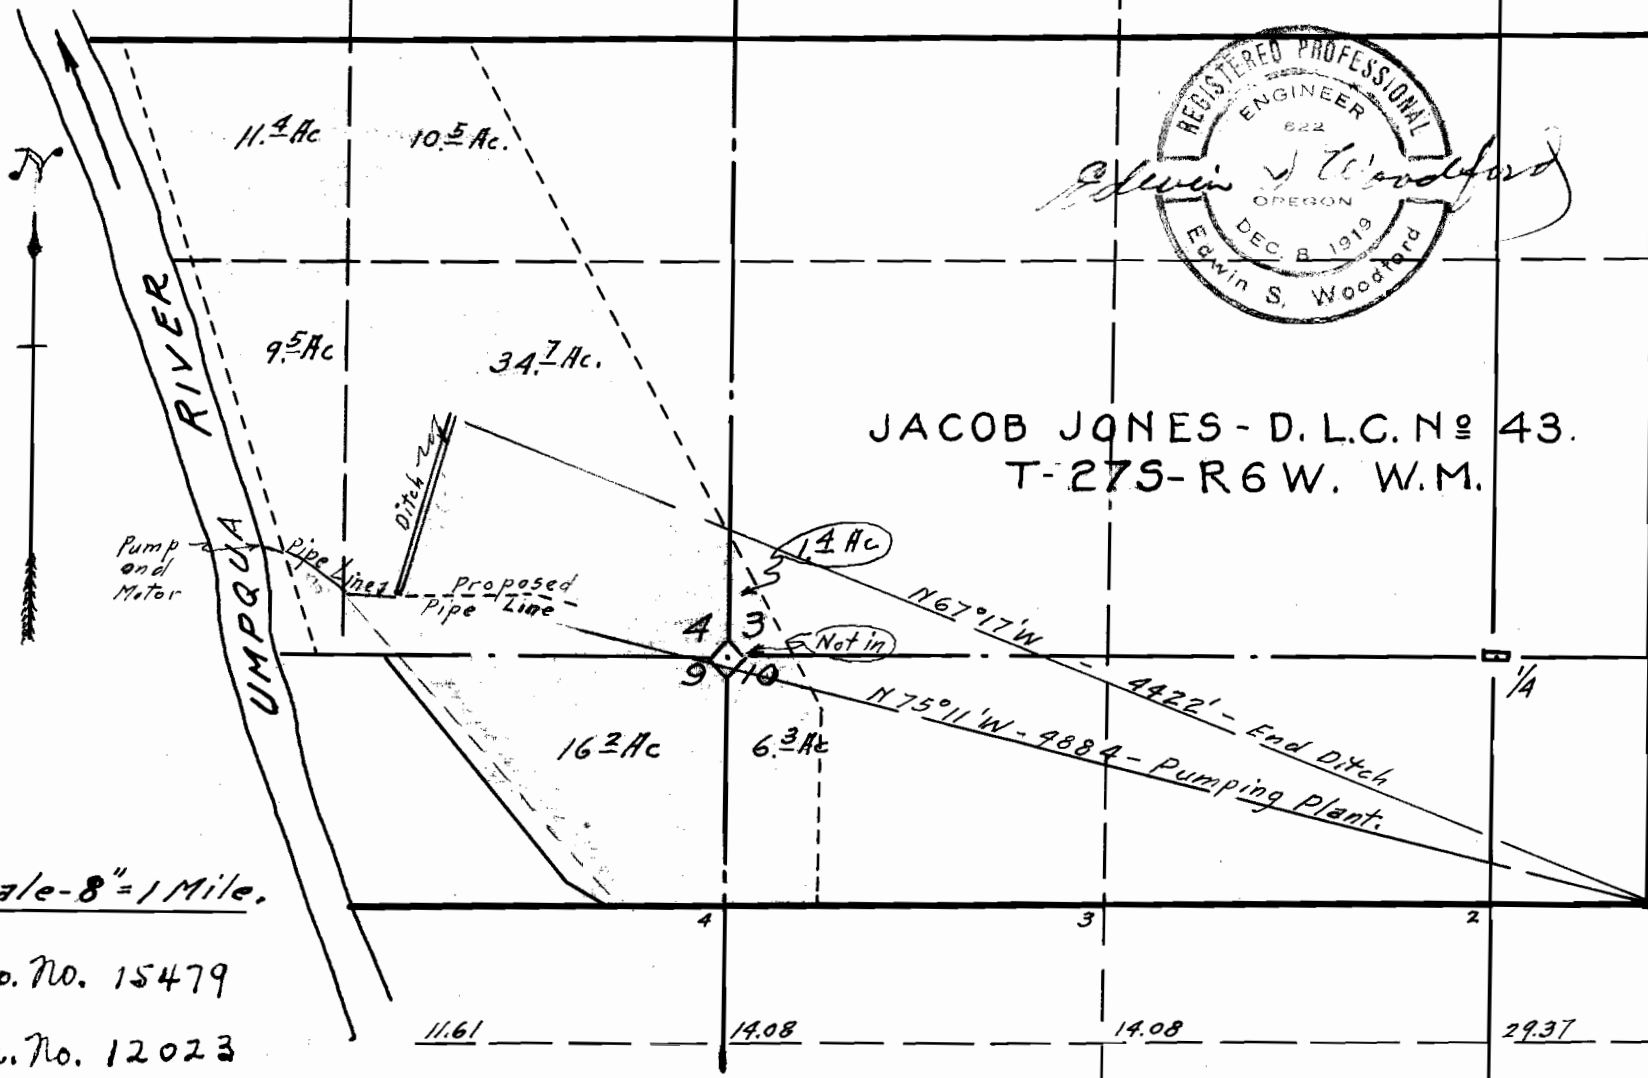 11.4 Ac
10.5 Ac.
REGISTERED PROFESSIONAL
ENGINEER
622
Edwin S Woodford
OREGON
DEC. 8, 1919
Edwin S. Woodford
9.5 Ac
34.7 Ac.
UMPQUA RIVER
JACOB JONES - D. L. C. Nº 43.
T-27S-R6W. W.M.
Ditch
Pump
and
Motor
Pipe Lines
Proposed
Pipe Line
1.4 Ac
N67°17'W - 4422' - End Ditch
4 3
Not in
9 10
1/4
N75°11'W - 4884 - Pumping Plant.
16.2 Ac
6.3 Ac
ale-8"=1 Mile.
4
3
2
o. No. 15479
11.61
14.08
14.08
29.37
. No. 12023